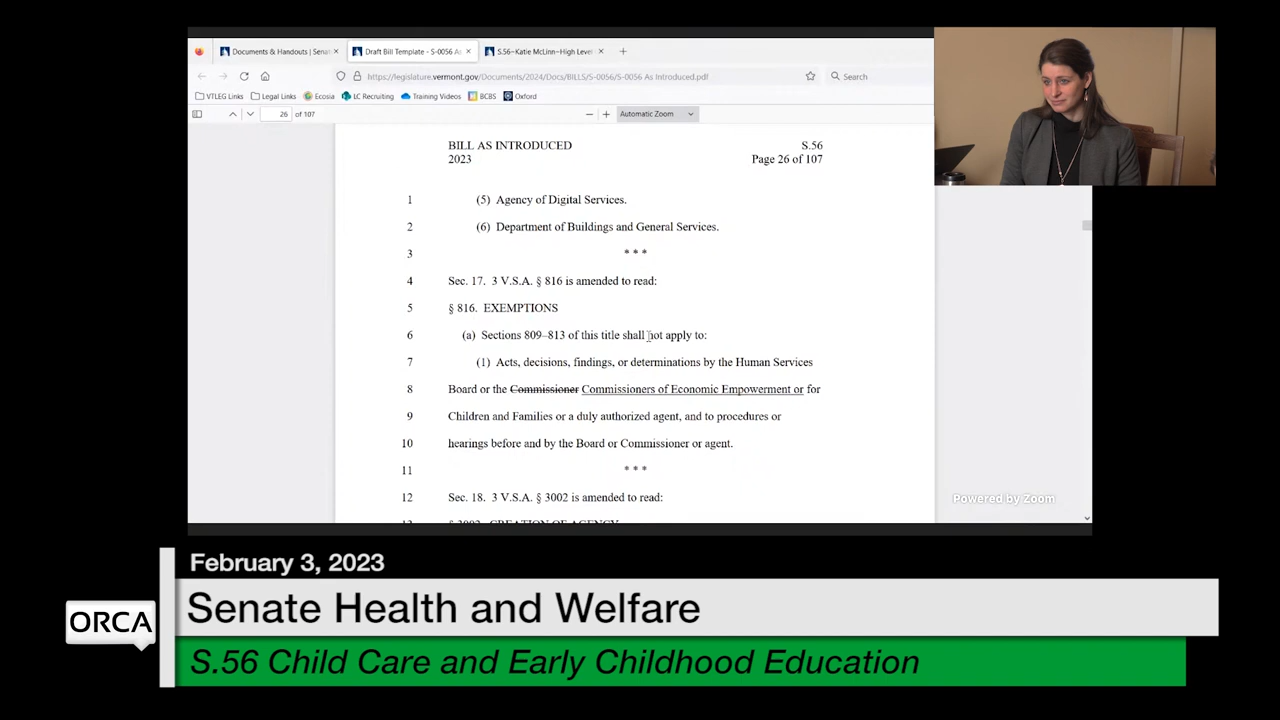 Documents & Handouts | Senat
Draft Bill Template - S-0056 As
S.56~Katie McLinn~High Level
https://legislature.vermont.gov/Documents/2024/Docs/BILLS/S-0056/S-0056 As Introduced.pdf
Search
VTLEG Links
Legal Links
Ecosia
LC Recruiting
Training Videos
BCBS
Oxford
26 of 107
Automatic Zoom
BILL AS INTRODUCED S.56
2023 Page 26 of 107
1 (5) Agency of Digital Services.
2 (6) Department of Buildings and General Services.
3 * * *
4 Sec. 17. 3 V.S.A. § 816 is amended to read:
5 § 816. EXEMPTIONS
6 (a) Sections 809–813 of this title shall not apply to:
7 (1) Acts, decisions, findings, or determinations by the Human Services
8 Board or the Commissioner Commissioners of Economic Empowerment or for
9 Children and Families or a duly authorized agent, and to procedures or
10 hearings before and by the Board or Commissioner or agent.
11 * * *
12 Sec. 18. 3 V.S.A. § 3002 is amended to read:
13 § 3002. CREATION OF AGENCY
Powered by Zoom
February 3, 2023
ORCA
Senate Health and Welfare
S.56 Child Care and Early Childhood Education